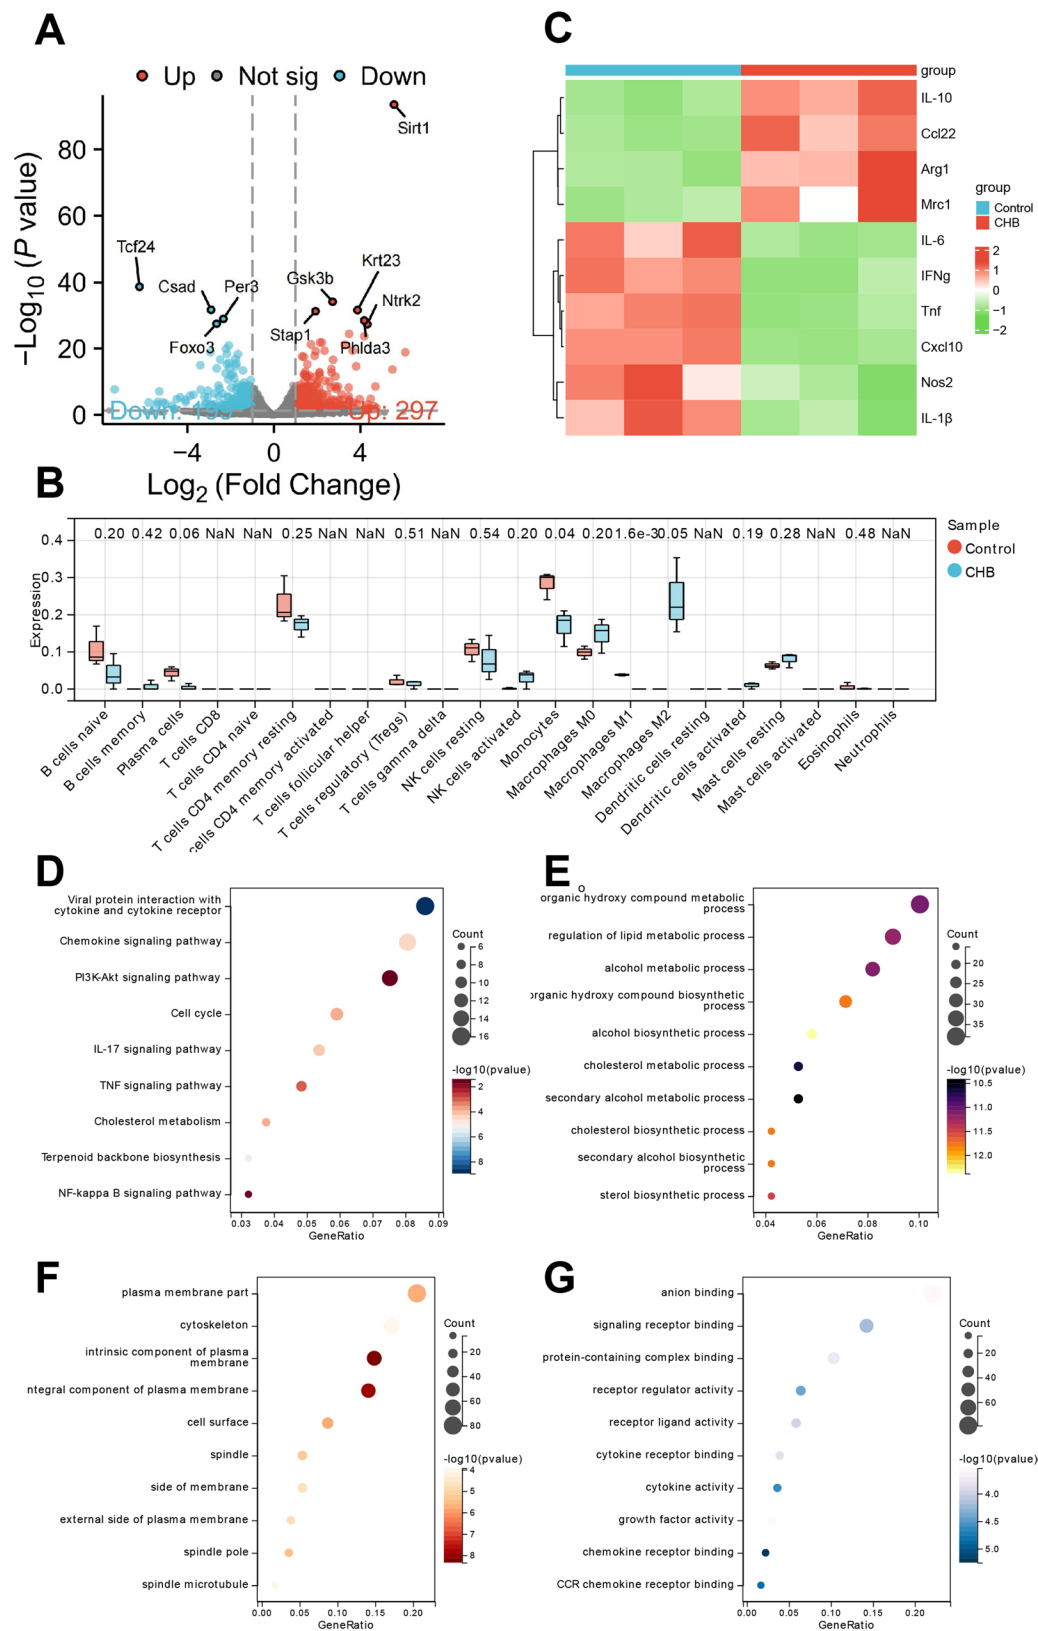 A
Up Not sig Down
Sirt1
Tcf24
Csad
Per3
Foxo3
Gsk3b
Krt23
Ntrk2
Stap1
Phlda3
Up: 297
80
60
40
20
0
−4 0 4
−Log10 (P value)
Log2 (Fold Change)
C
group
IL-10
Ccl22
Arg1
Mrc1
IL-6
IFNg
Tnf
Cxcl10
Nos2
IL-1β
group
Control
CHB
2
1
0
−1
−2
B
0.20 0.42 0.06 NaN NaN 0.25 NaN NaN 0.51 NaN 0.54 0.20 0.04 0.20 1.6e-3 0.05 NaN 0.19 0.28 NaN 0.48 NaN
0.4
0.3
0.2
0.1
0.0
Expression
Sample
Control
CHB
B cells naive
B cells memory
Plasma cells
T cells CD8
T cells CD4 naive
T cells CD4 memory resting
cells CD4 memory activated
T cells follicular helper
T cells regulatory (Tregs)
T cells gamma delta
NK cells resting
NK cells activated
Monocytes
Macrophages M0
Macrophages M1
Macrophages M2
Dendritic cells resting
Dendritic cells activated
Mast cells resting
Mast cells activated
Eosinophils
Neutrophils
D
Viral protein interaction with
cytokine and cytokine receptor
Chemokine signaling pathway
PI3K-Akt signaling pathway
Cell cycle
IL-17 signaling pathway
TNF signaling pathway
Cholesterol metabolism
Terpenoid backbone biosynthesis
NF-kappa B signaling pathway
0.03 0.04 0.05 0.06 0.07 0.08 0.09
GeneRatio
Count
6
8
10
12
14
16
-log10(pvalue)
2
4
6
8
E
o
organic hydroxy compound metabolic
process
regulation of lipid metabolic process
alcohol metabolic process
organic hydroxy compound biosynthetic
process
alcohol biosynthetic process
cholesterol metabolic process
secondary alcohol metabolic process
cholesterol biosynthetic process
secondary alcohol biosynthetic
process
sterol biosynthetic process
0.04 0.06 0.08 0.10
GeneRatio
Count
20
25
30
35
-log10(pvalue)
10.5
11.0
11.5
12.0
F
plasma membrane part
cytoskeleton
intrinsic component of plasma
membrane
ntegral component of plasma membrane
cell surface
spindle
side of membrane
external side of plasma membrane
spindle pole
spindle microtubule
0.00 0.05 0.10 0.15 0.20
GeneRatio
Count
20
40
60
80
-log10(pvalue)
4
5
6
7
8
G
anion binding
signaling receptor binding
protein-containing complex binding
receptor regulator activity
receptor ligand activity
cytokine receptor binding
cytokine activity
growth factor activity
chemokine receptor binding
CCR chemokine receptor binding
0.00 0.05 0.10 0.15 0.20
GeneRatio
Count
20
40
60
-log10(pvalue)
4.0
4.5
5.0